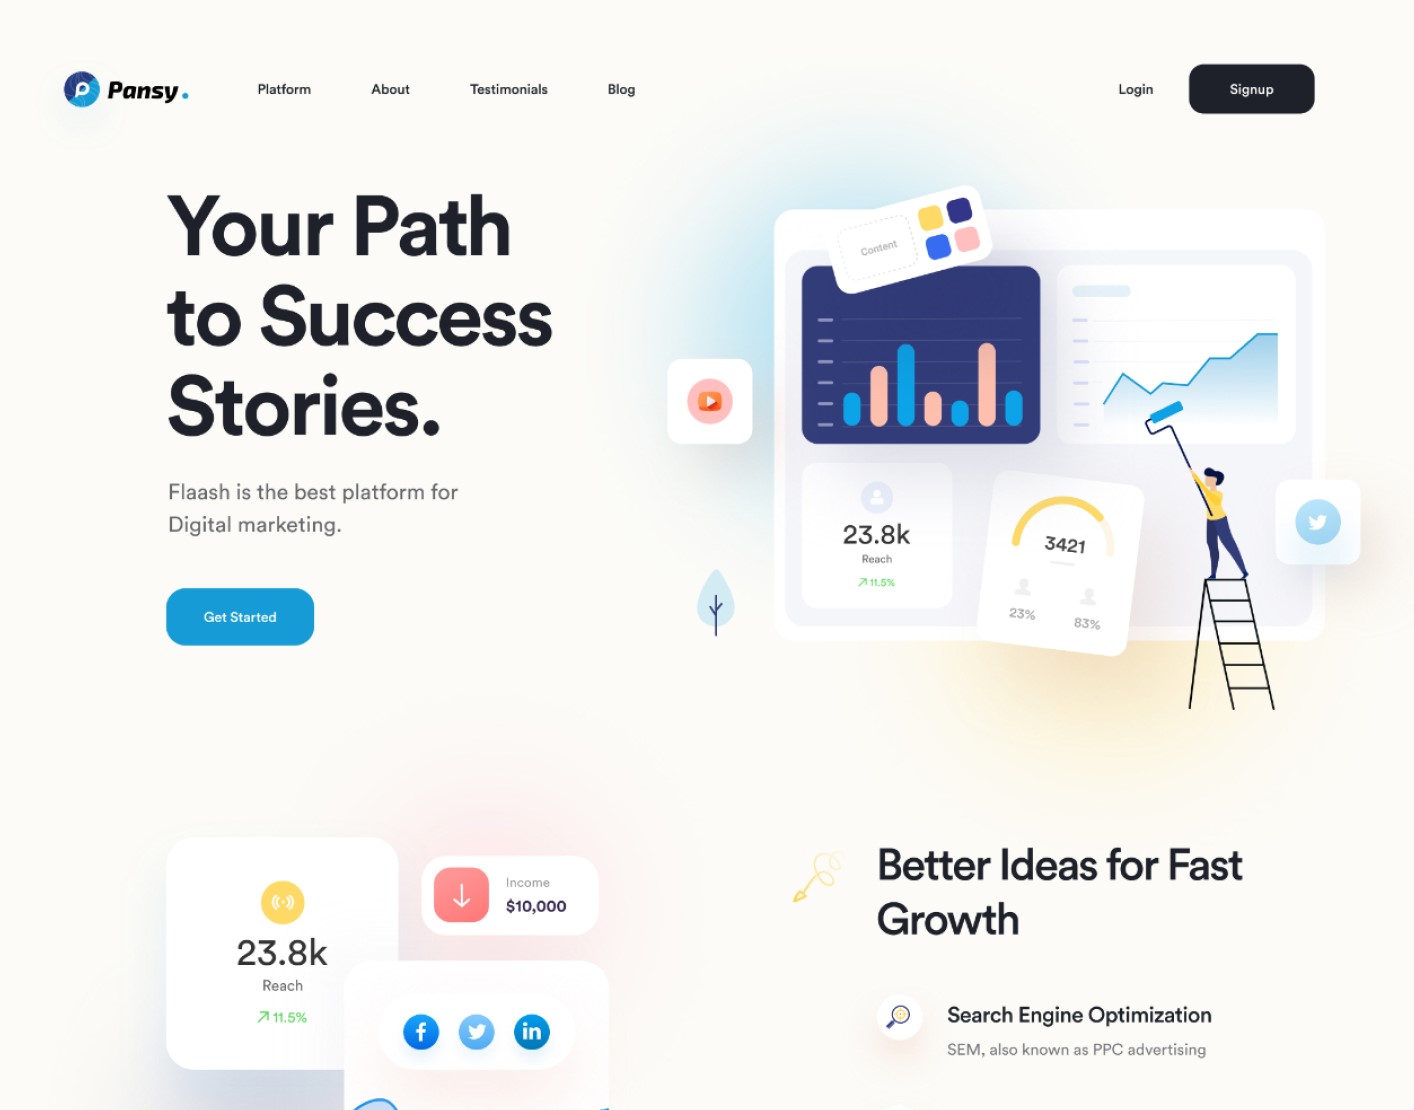 Pansy.
Platform
About
Testimonials
Blog
Login
Signup
Your Path
to Success
Stories.
Flaash is the best platform for
Digital marketing.
Get Started
Content
23.8k
Reach
11.5%
3421
23%
83%
23.8k
Reach
11.5%
Income
$10,000
Better Ideas for Fast
Growth
Search Engine Optimization
SEM, also known as PPC advertising